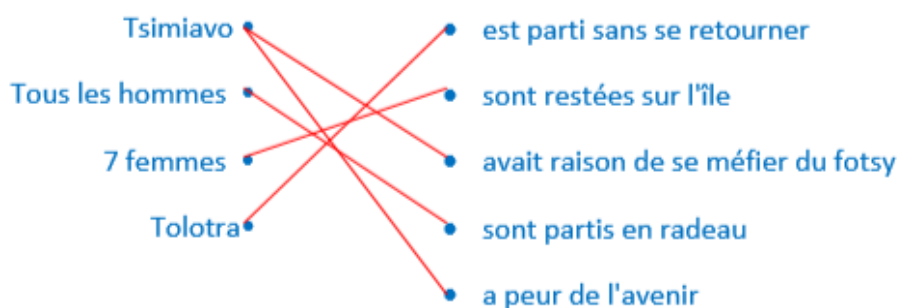 Tsimiavo
est parti sans se retourner
Tous les hommes
sont restées sur l'île
7 femmes
avait raison de se méfier du fotsy
Tolotra
sont partis en radeau
a peur de l'avenir